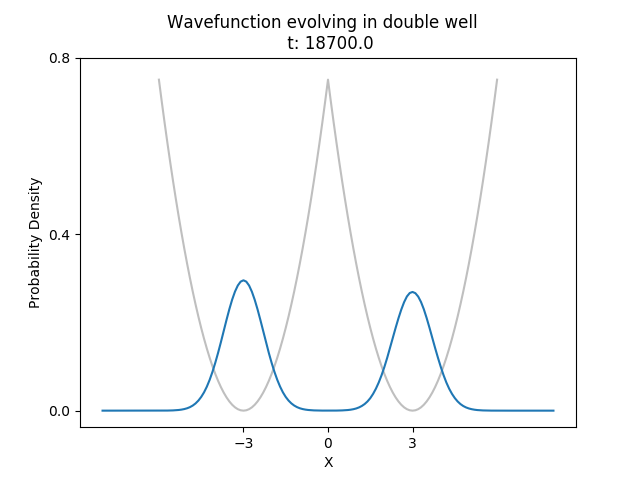 Wavefunction evolving in double well
t: 18700.0
0.8
0.4
0.0
Probability Density
−3
0
3
X